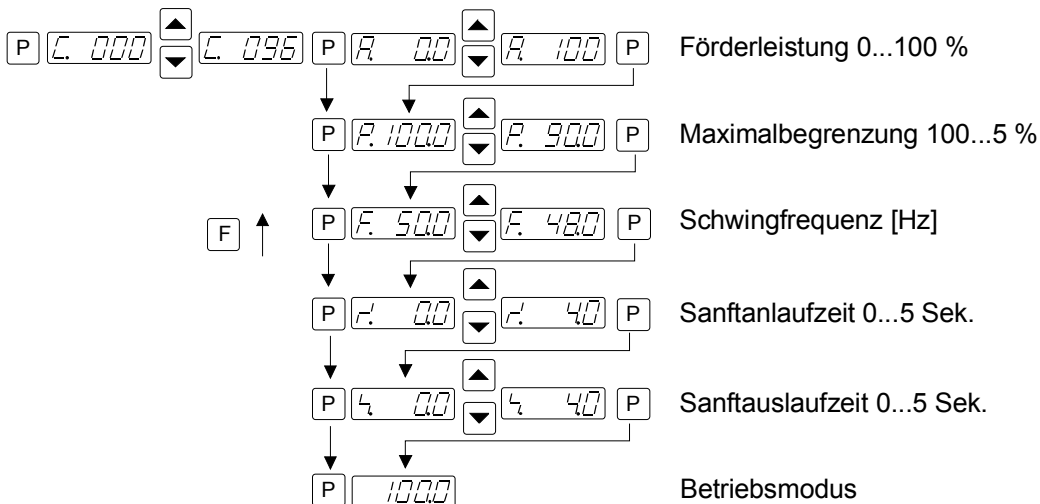 P C. 000 C. 096 P A. 0.0 A. 100 P Förderleistung 0...100 %
P P. 100.0 P. 90.0 P Maximalbegrenzung 100...5 %
F P F. 50.0 F. 48.0 P Schwingfrequenz [Hz]
P 0.0 4.0 P Sanftanlaufzeit 0...5 Sek.
P 0.0 4.0 P Sanftauslaufzeit 0...5 Sek.
P 100.0 Betriebsmodus